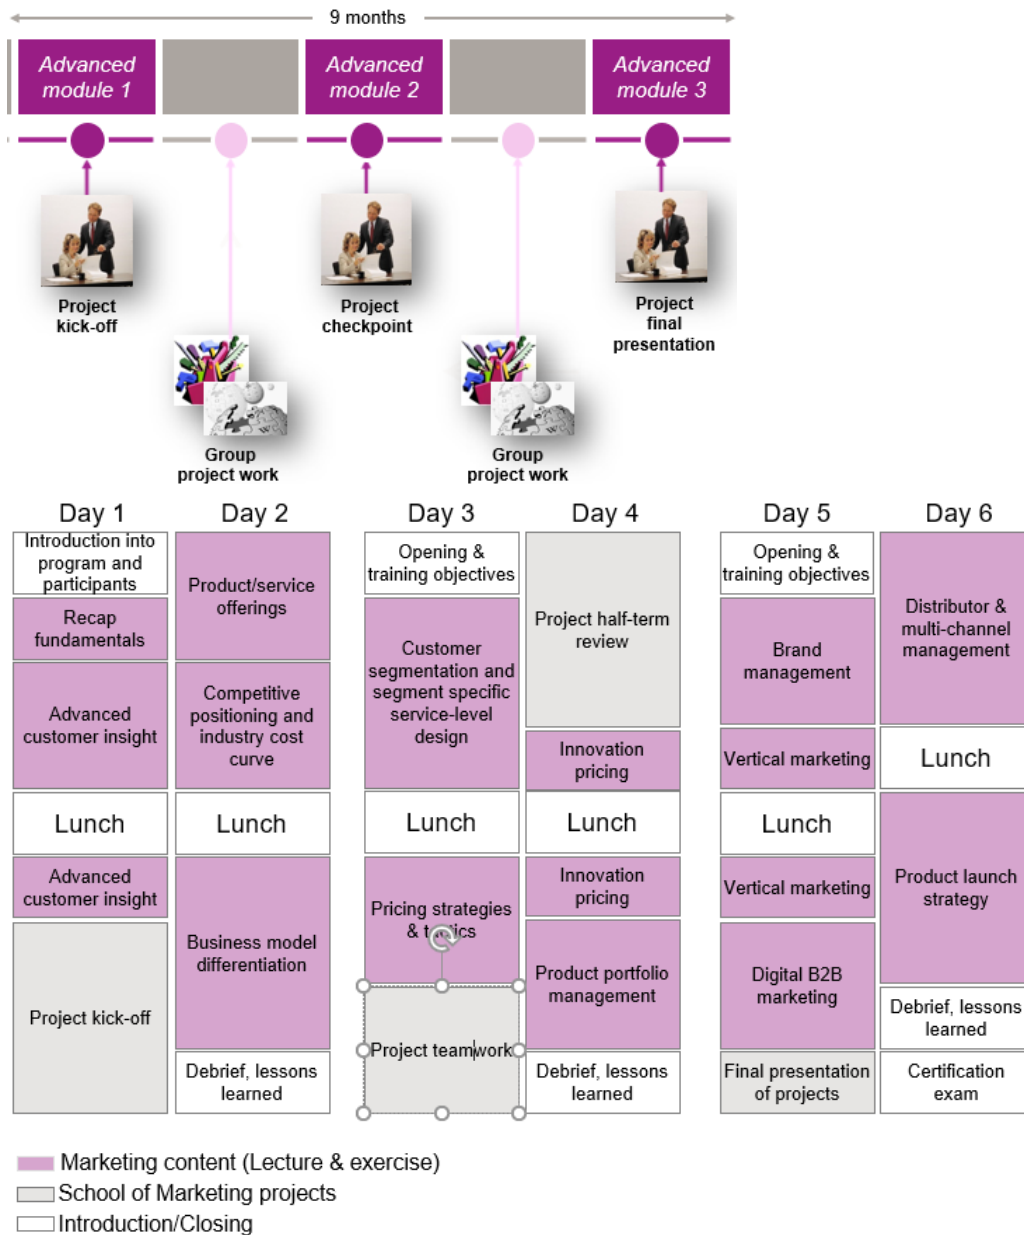 9 months
Advanced
module 1
Advanced
module 2
Advanced
module 3
Project
kick-off
Project
checkpoint
Project
final
presentation
Group
project work
Group
project work
Day 1
Introduction into
program and
participants
Recap
fundamentals
Advanced
customer insight
Lunch
Advanced
customer insight
Project kick-off
Day 2
Product/service
offerings
Competitive
positioning and
industry cost
curve
Lunch
Business model
differentiation
Debrief, lessons
learned
Day 3
Opening &
training objectives
Customer
segmentation and
segment specific
service-level
design
Lunch
Pricing strategies
& tactics
Project teamwork
Day 4
Project half-term
review
Innovation
pricing
Lunch
Innovation
pricing
Product portfolio
management
Debrief, lessons
learned
Day 5
Opening &
training objectives
Brand
management
Vertical marketing
Lunch
Vertical marketing
Digital B2B
marketing
Final presentation
of projects
Day 6
Distributor &
multi-channel
management
Lunch
Product launch
strategy
Debrief, lessons
learned
Certification
exam
Marketing content (Lecture & exercise)
School of Marketing projects
Introduction/Closing